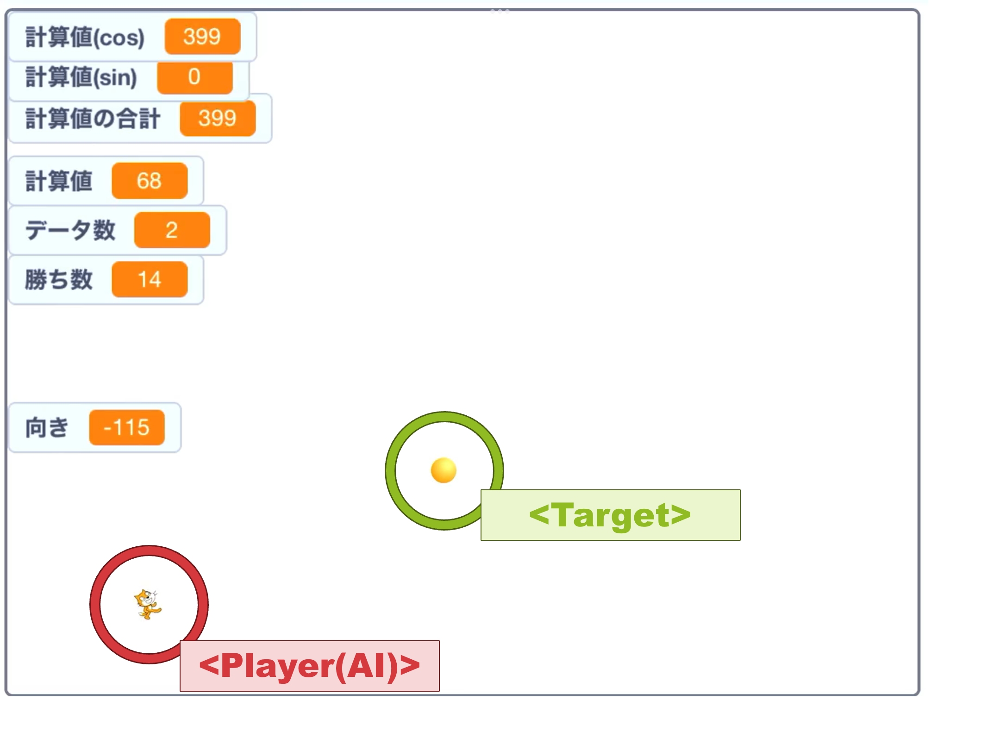 計算値(cos) 399
計算値(sin) 0
計算値の合計 399
計算値 68
データ数 2
勝ち数 14
向き -115
<Target>
<Player(AI)>